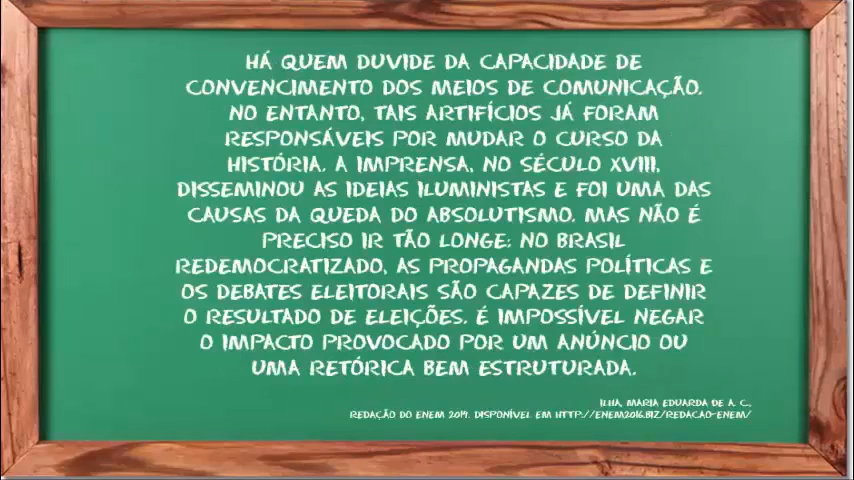 HÁ QUEM DUVIDE DA CAPACIDADE DE
CONVENCIMENTO DOS MEIOS DE COMUNICAÇÃO.
NO ENTANTO, TAIS ARTIFÍCIOS JÁ FORAM
RESPONSÁVEIS POR MUDAR O CURSO DA
HISTÓRIA. A IMPRENSA, NO SÉCULO XVIII,
DISSEMINOU AS IDEIAS ILUMINISTAS E FOI UMA DAS
CAUSAS DA QUEDA DO ABSOLUTISMO. MAS NÃO É
PRECISO IR TÃO LONGE: NO BRASIL
REDEMOCRATIZADO, AS PROPAGANDAS POLÍTICAS E
OS DEBATES ELEITORAIS SÃO CAPAZES DE DEFINIR
O RESULTADO DE ELEIÇÕES. É IMPOSSÍVEL NEGAR
O IMPACTO PROVOCADO POR UM ANÚNCIO OU
UMA RETÓRICA BEM ESTRUTURADA.
ILHA, MARIA EDUARDA DE A. C.
REDAÇÃO DO ENEM 2014. DISPONÍVEL EM HTTP://ENEM2016.BIZ/REDACAO-ENEM/